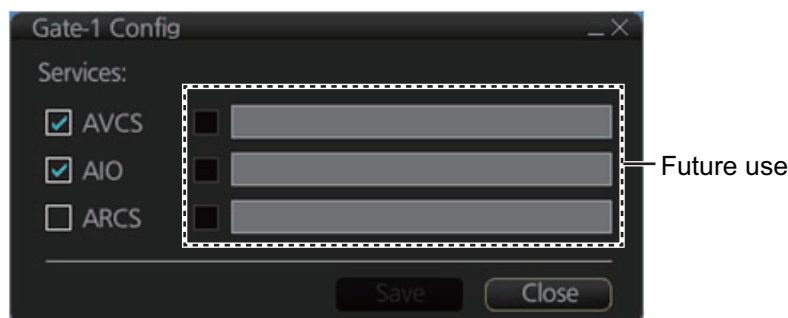 Gate-1 Config
Services:
AVCS
AIO
Future use
ARCS
Save Close